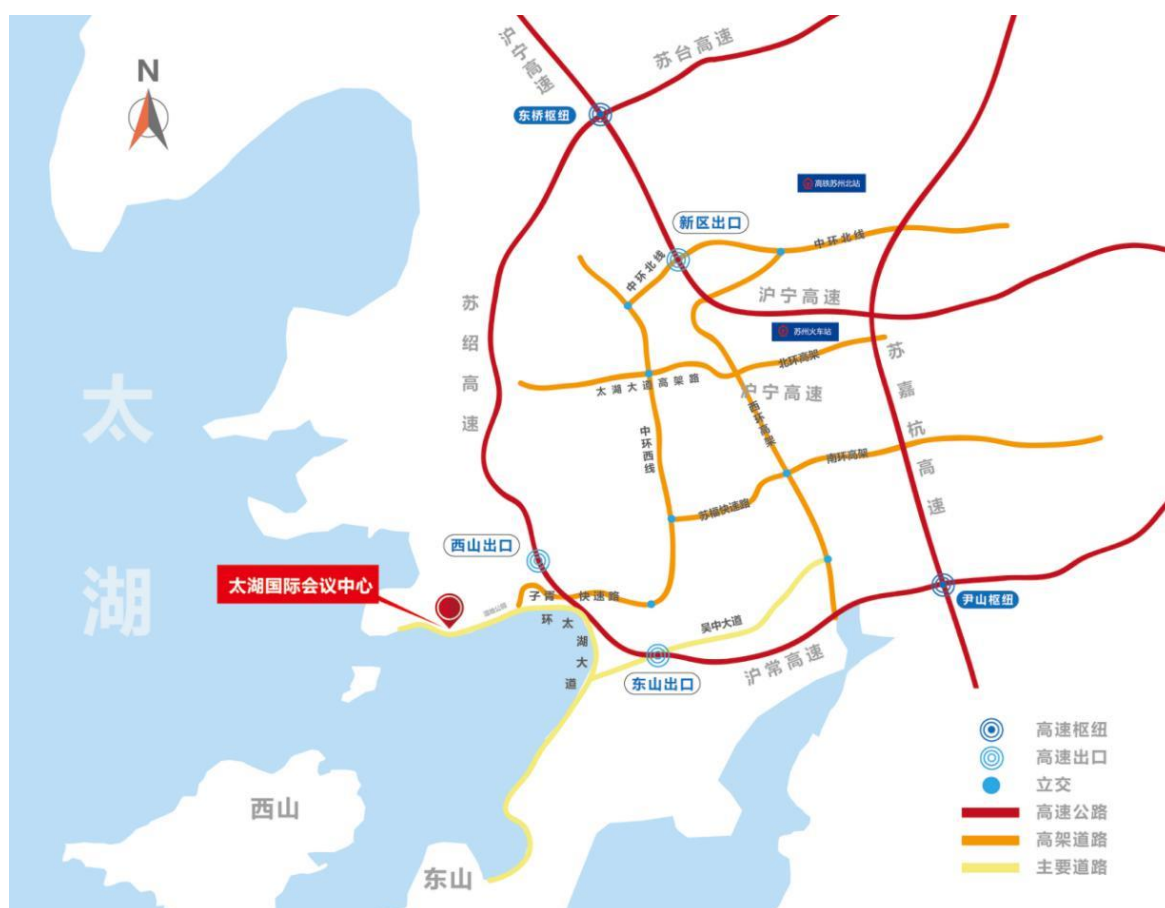 N
沪宁高速
苏台高速
东桥枢纽
高铁苏州北站
新区出口
中环北线
中环北线
沪宁高速
苏州火车站
苏绍高速
北环高架
太湖大道高架路
沪宁高速
苏嘉杭高速
西环高架
中环西线
南环高架
苏福快速路
太湖
西山出口
太湖国际会议中心
子胥快速路
环太湖大道
吴中大道
尹山枢纽
东山出口
沪常高速
西山
东山
高速枢纽
高速出口
立交
高速公路
高架道路
主要道路